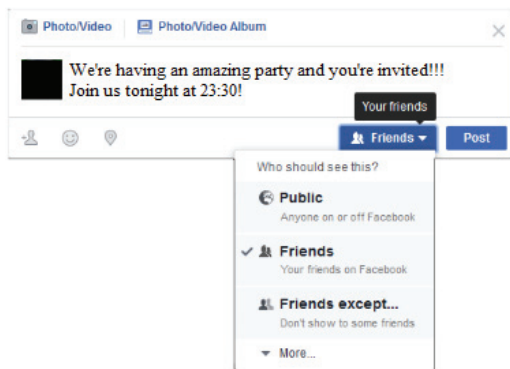 Photo/Video Photo/Video Album
We're having an amazing party and you're invited!!!
Join us tonight at 23:30!
Your friends
Friends Post
Who should see this?
Public
Anyone on or off Facebook
Friends
Your friends on Facebook
Friends except...
Don't show to some friends
More...